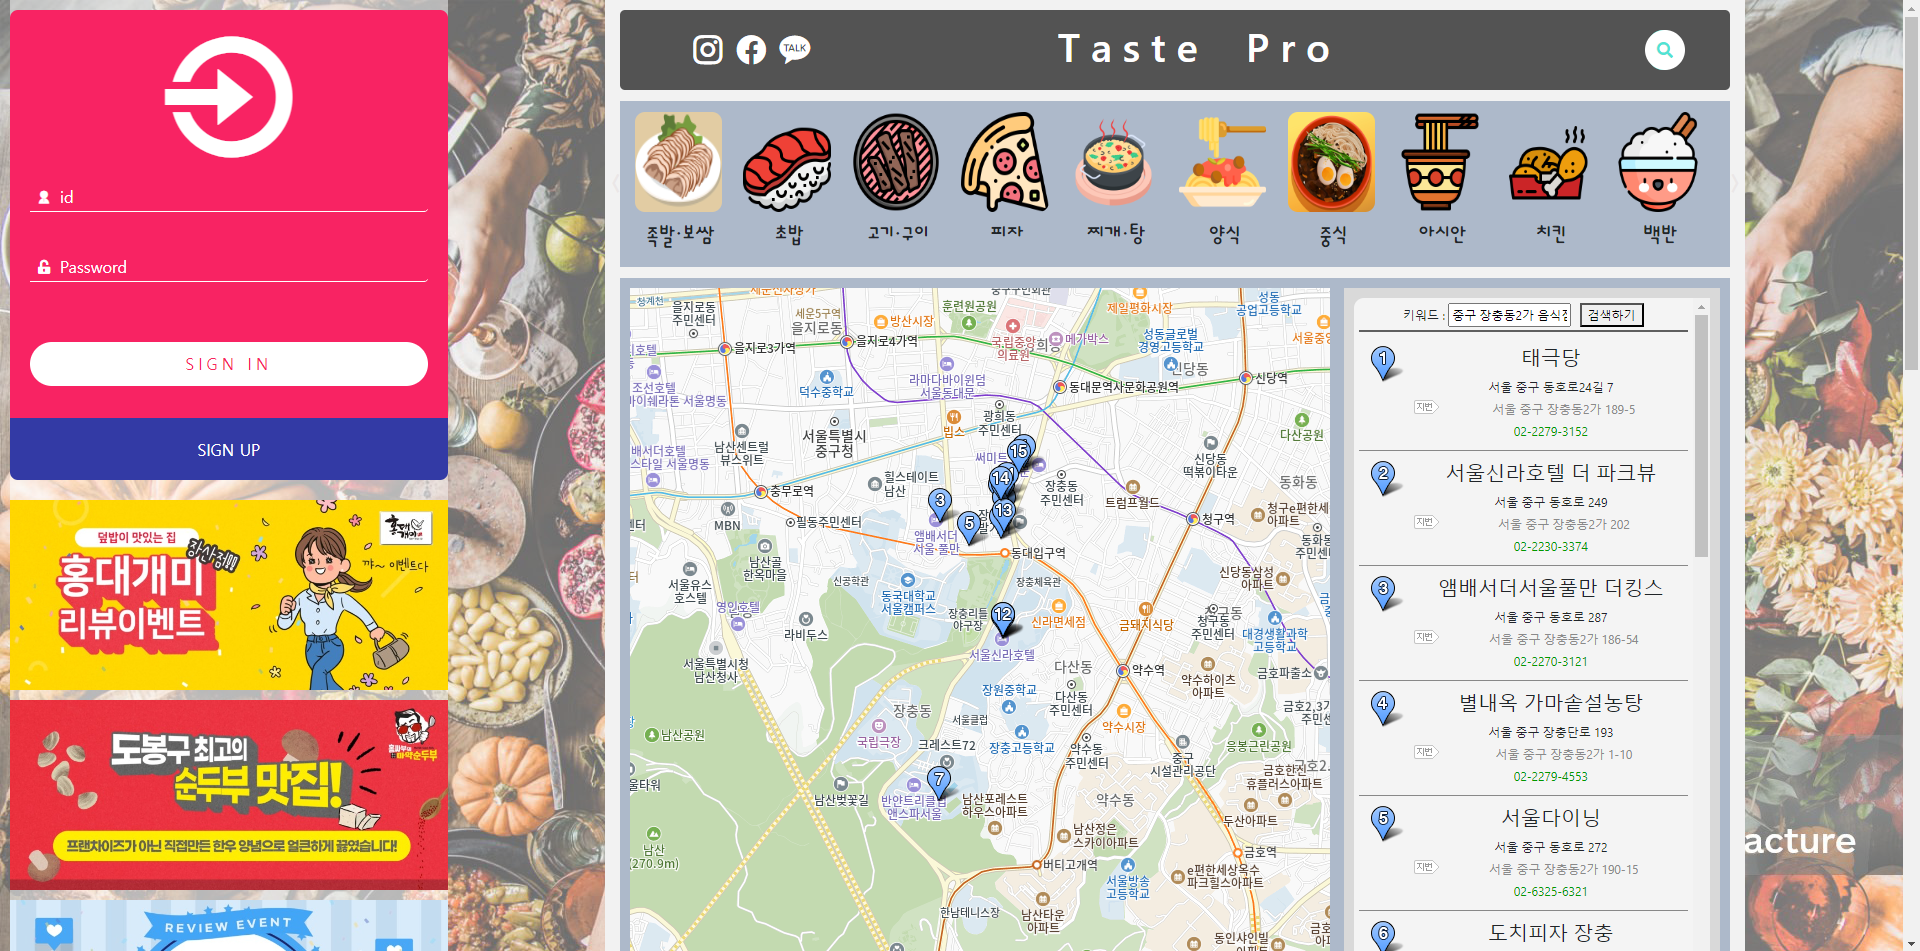 id
Password
SIGN IN
SIGN UP
덮밥이 맛있는 집
홍대개미
리뷰이벤트
장산점!!!
홍대개미
꺄~ 이벤트다
도봉구 최고의
순두부 맛집!
프랜차이즈가 아닌 직접만든 한우 양념으로 얼큰하게 끓였습니다!
REVIEW EVENT
TALK
Taste Pro
족발·보쌈
초밥
고기·구이
피자
찌개·탕
양식
중식
아시안
치킨
백반
청계천
을지로동
주민센터
세운5구역
을지로동
방산시장
훈련원공원
국립중앙
의료원
메가박스
제일평화시장
성동
공업고등학교
성동글로벌
경영고등학교
신당동
을지로3가역
을지로4가역
동대문역사문화공원역
신당역
조선호텔
덕수중학교
라마다바이윈덤
서울동대문
빕스
광희동
주민센터
다산공원
서울특별시
중구청
남산센트럴
뷰스위트
신당동
떡볶이타운
동화동
힐스테이트
남산
장충동
주민센터
트럼프월드
청구역
충무로역
MBN
필동주민센터
앰배서더
서울·풀만
동대입구역
남산골
한옥마을
신공학관
장충체육관
신당동삼성
아파트
서울유스
호스텔
동국대학교
서울캠퍼스
장충리틀
야구장
신라면세점
금돼지식당
청구동
주민센터
대경생활과학
고등학교
라비두스
서울신라호텔
서울특별시청
남산청사
다산동
약수역
약수하이츠
아파트
금호파출소
장원중학교
다산동
주민센터
장충동
서울클럽
약수시장
남산공원
국립극장
크레스트72
장충고등학교
약수동
주민센터
중구
시설관리공단
응봉근린공원
남산벚꽃길
반얀트리클럽
앤스파서울
남산포레스트
하우스아파트
약수동
금호한신
휴플러스아파트
두산아파트
남산
(270.9m)
남산정은
스카이아파트
버티고개역
금호역
서울방송
고등학교
e편한세상옥수
파크힐스아파트
한남테니스장
남산타운
아파트
동인샤인빌
15
14
13
3
5
12
7
키워드 : 중구 장충동2가 음식점 검색하기
1
태극당
서울 중구 동호로24길 7
지번 서울 중구 장충동2가 189-5
02-2279-3152
2
서울신라호텔 더 파크뷰
서울 중구 동호로 249
지번 서울 중구 장충동2가 202
02-2230-3374
3
앰배서더서울풀만 더킹스
서울 중구 동호로 287
지번 서울 중구 장충동2가 186-54
02-2270-3121
4
별내옥 가마솥설농탕
서울 중구 장충단로 193
지번 서울 중구 장충동2가 1-10
02-2279-4553
5
서울다이닝
서울 중구 동호로 272
지번 서울 중구 장충동2가 190-15
02-6325-6321
6
도치피자 장충
acture